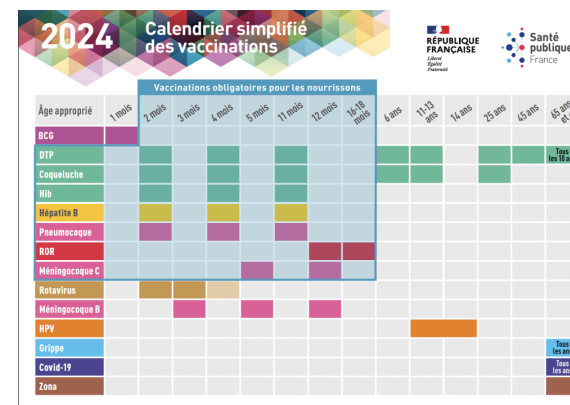 2024
Calendrier simplifié
des vaccinations
RÉPUBLIQUE
FRANÇAISE
Liberté
Égalité
Fraternité
Santé
publique
France
Vaccinations obligatoires pour les nourrissons
Âge approprié
1 mois
2 mois
3 mois
4 mois
5 mois
11 mois
12 mois
16-18
mois
6 ans
11-13
ans
14 ans
25 ans
45 ans
65 ans
et
BCG
DTP
Tous
les 10 a
Coqueluche
Hib
Hépatite B
Pneumocoque
ROR
Méningocoque C
Rotavirus
Méningocoque B
HPV
Grippe
Tous
les an
Covid-19
Tous
les an
Zona